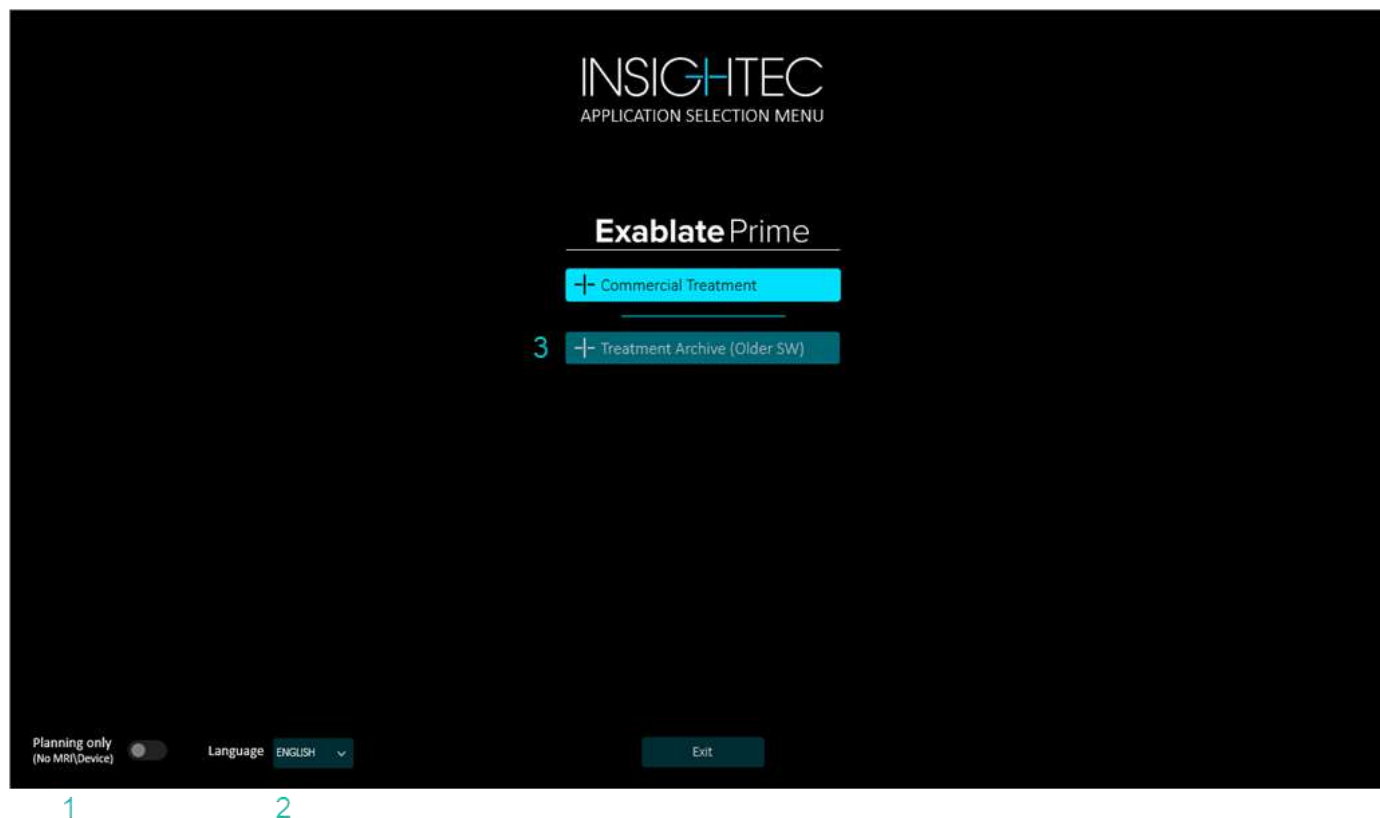 INSIGHTEC
APPLICATION SELECTION MENU
Exablate Prime
Commercial Treatment
3
Treatment Archive (Older SW)
Planning only
(No MRI\Device)
Language
ENGLISH
Exit
1
2